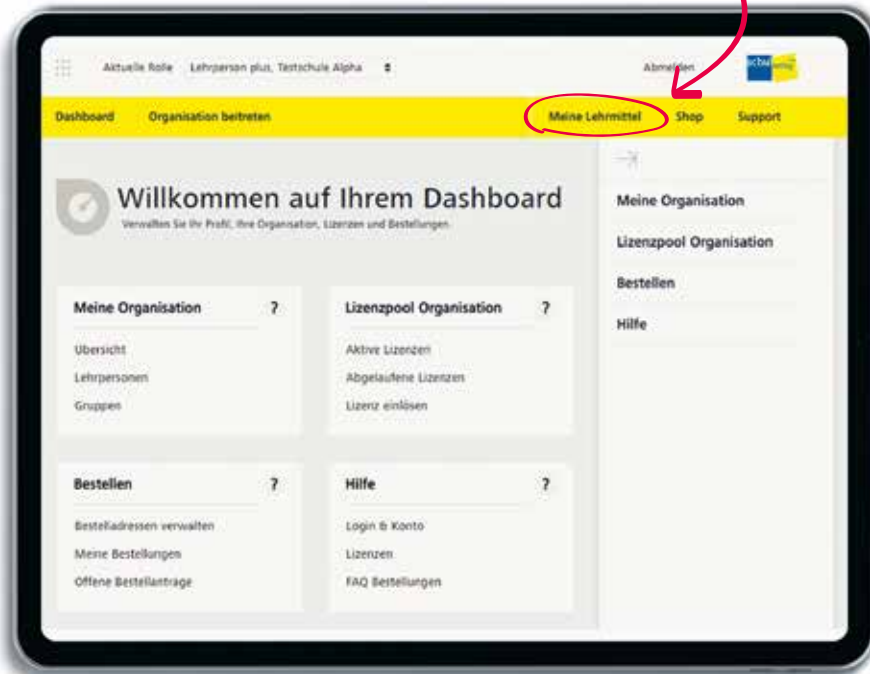 Aktuelle Rolle Lehrperson plus, Testschule Alpha
Abmelden
Dashboard Organisation beitreten Meine Lehrmittel Shop Support
Willkommen auf Ihrem Dashboard
Verwalten Sie Ihr Profil, Ihre Organisation, Lizenzen und Bestellungen.
Meine Organisation ?
Übersicht
Lehrpersonen
Gruppen
Lizenzpool Organisation ?
Aktive Lizenzen
Abgelaufene Lizenzen
Lizenz einlösen
Bestellen ?
Bestelladressen verwalten
Meine Bestellungen
Offene Bestellanträge
Hilfe ?
Login & Konto
Lizenzen
FAQ Bestellungen
Meine Organisation
Lizenzpool Organisation
Bestellen
Hilfe